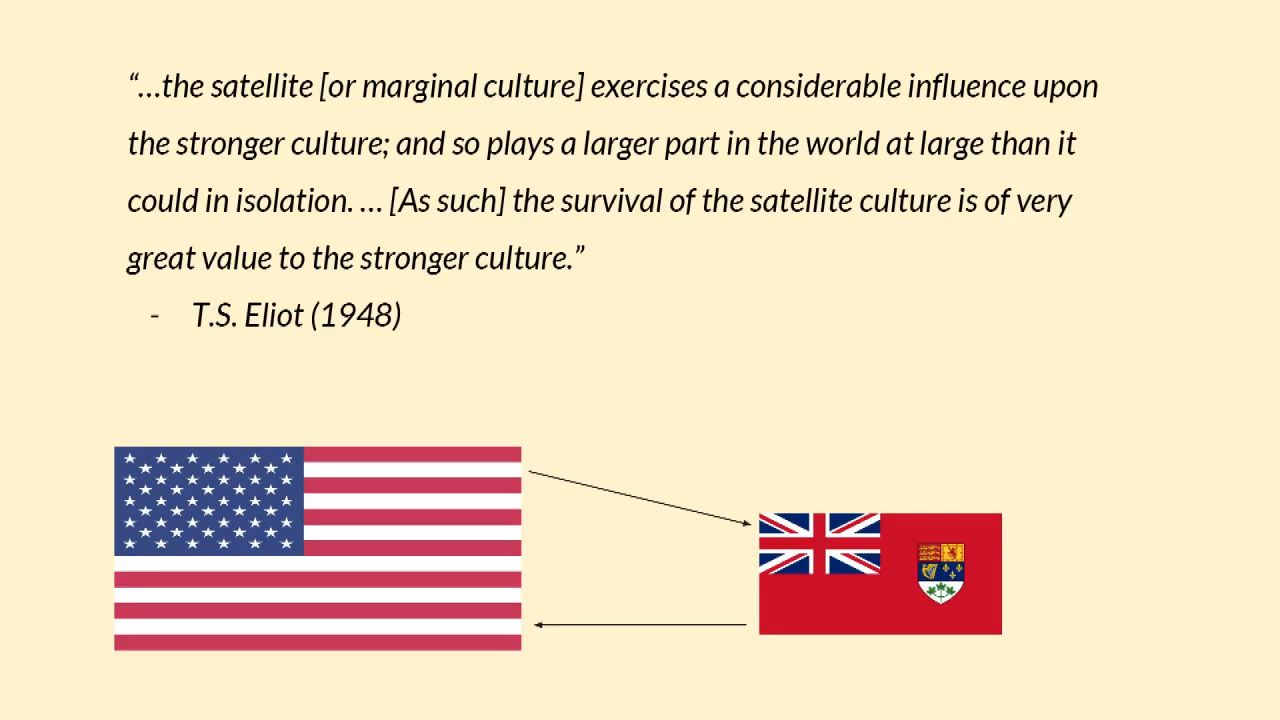 “…the satellite [or marginal culture] exercises a considerable influence upon
the stronger culture; and so plays a larger part in the world at large than it
could in isolation. … [As such] the survival of the satellite culture is of very
great value to the stronger culture.”
- T.S. Eliot (1948)